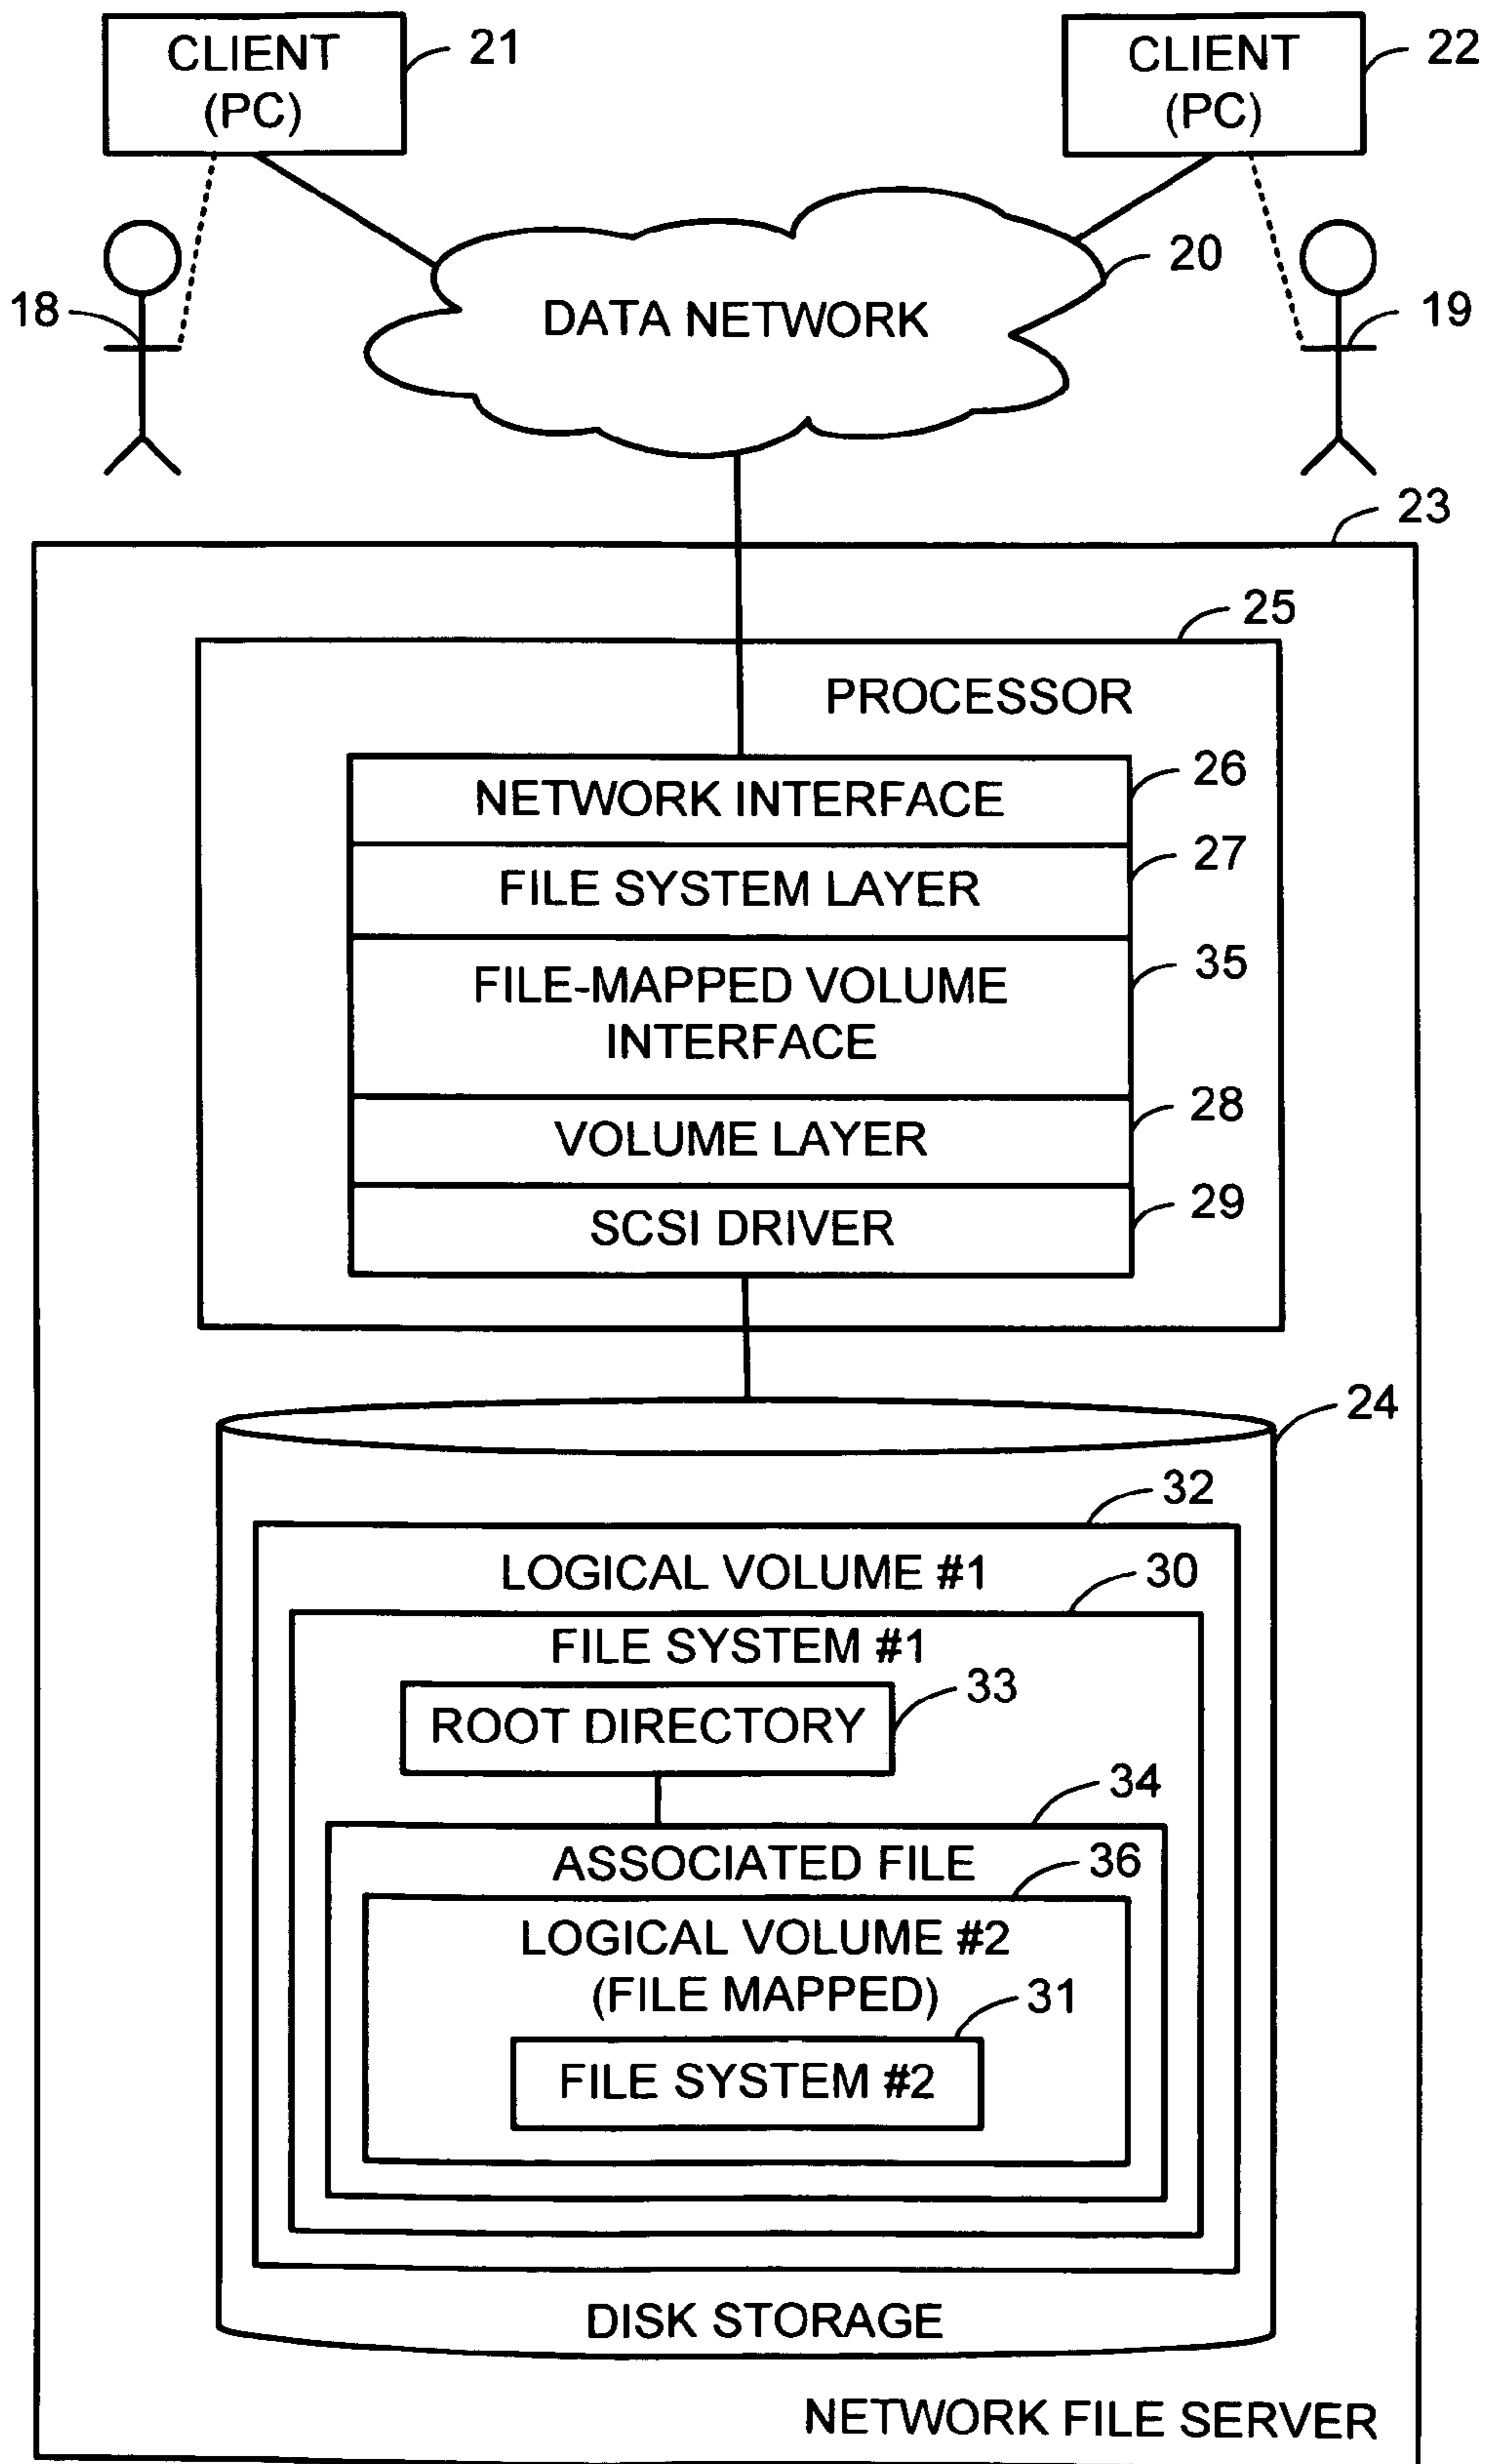 CLIENT
(PC)
21
CLIENT
(PC)
22
20
DATA NETWORK
18
19
23
25
PROCESSOR
NETWORK INTERFACE
26
FILE SYSTEM LAYER
27
FILE-MAPPED VOLUME
INTERFACE
35
VOLUME LAYER
28
SCSI DRIVER
29
24
32
LOGICAL VOLUME #1
30
FILE SYSTEM #1
33
ROOT DIRECTORY
34
ASSOCIATED FILE
36
LOGICAL VOLUME #2
(FILE MAPPED)
31
FILE SYSTEM #2
DISK STORAGE
NETWORK FILE SERVER